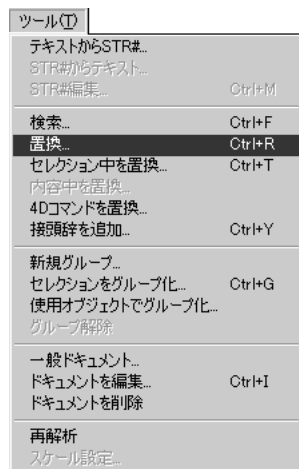 ツール(T)
テキストからSTR#...
STR#からテキスト...
STR#編集... Ctrl+M
検索... Ctrl+F
置換... Ctrl+R
セレクション中を置換... Ctrl+T
内容中を置換...
4Dコマンドを置換...
接頭辞を追加... Ctrl+Y
新規グループ...
セレクションをグループ化... Ctrl+G
使用オブジェクトでグループ化...
グループ解除
一般ドキュメント...
ドキュメントを編集... Ctrl+I
ドキュメントを削除
再解析
スケール設定...